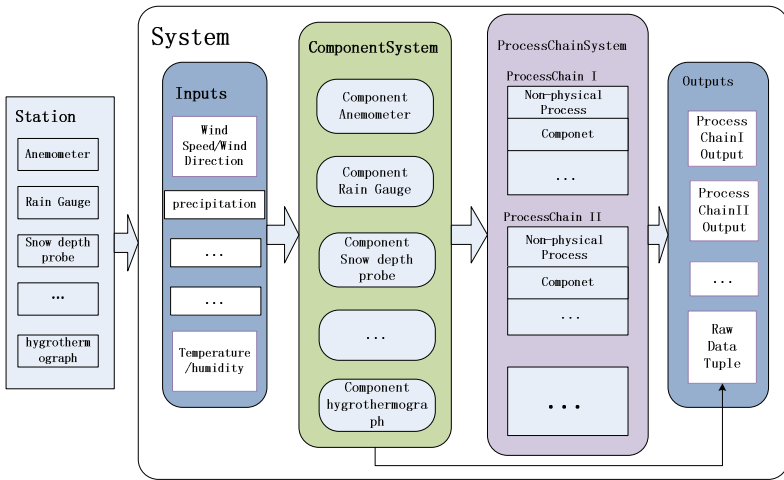 System
Station
Anemometer
Rain Gauge
Snow depth
probe
...
hygrotherm
ograph
Inputs
Wind
Speed/Wind
Direction
precipitation
...
...
Temperature
/humidity
ComponentSystem
Component
Anemometer
Component
Rain Gauge
Component
Snow depth
probe
...
Component
hygrothermogra
ph
ProcessChainSystem
ProcessChain I
Non-physical
Process
Componet
...
ProcessChain II
Non-physical
Process
Componet
...
...
Outputs
Process
ChainI
Output
Process
ChainII
Output
...
Raw
Data
Tuple